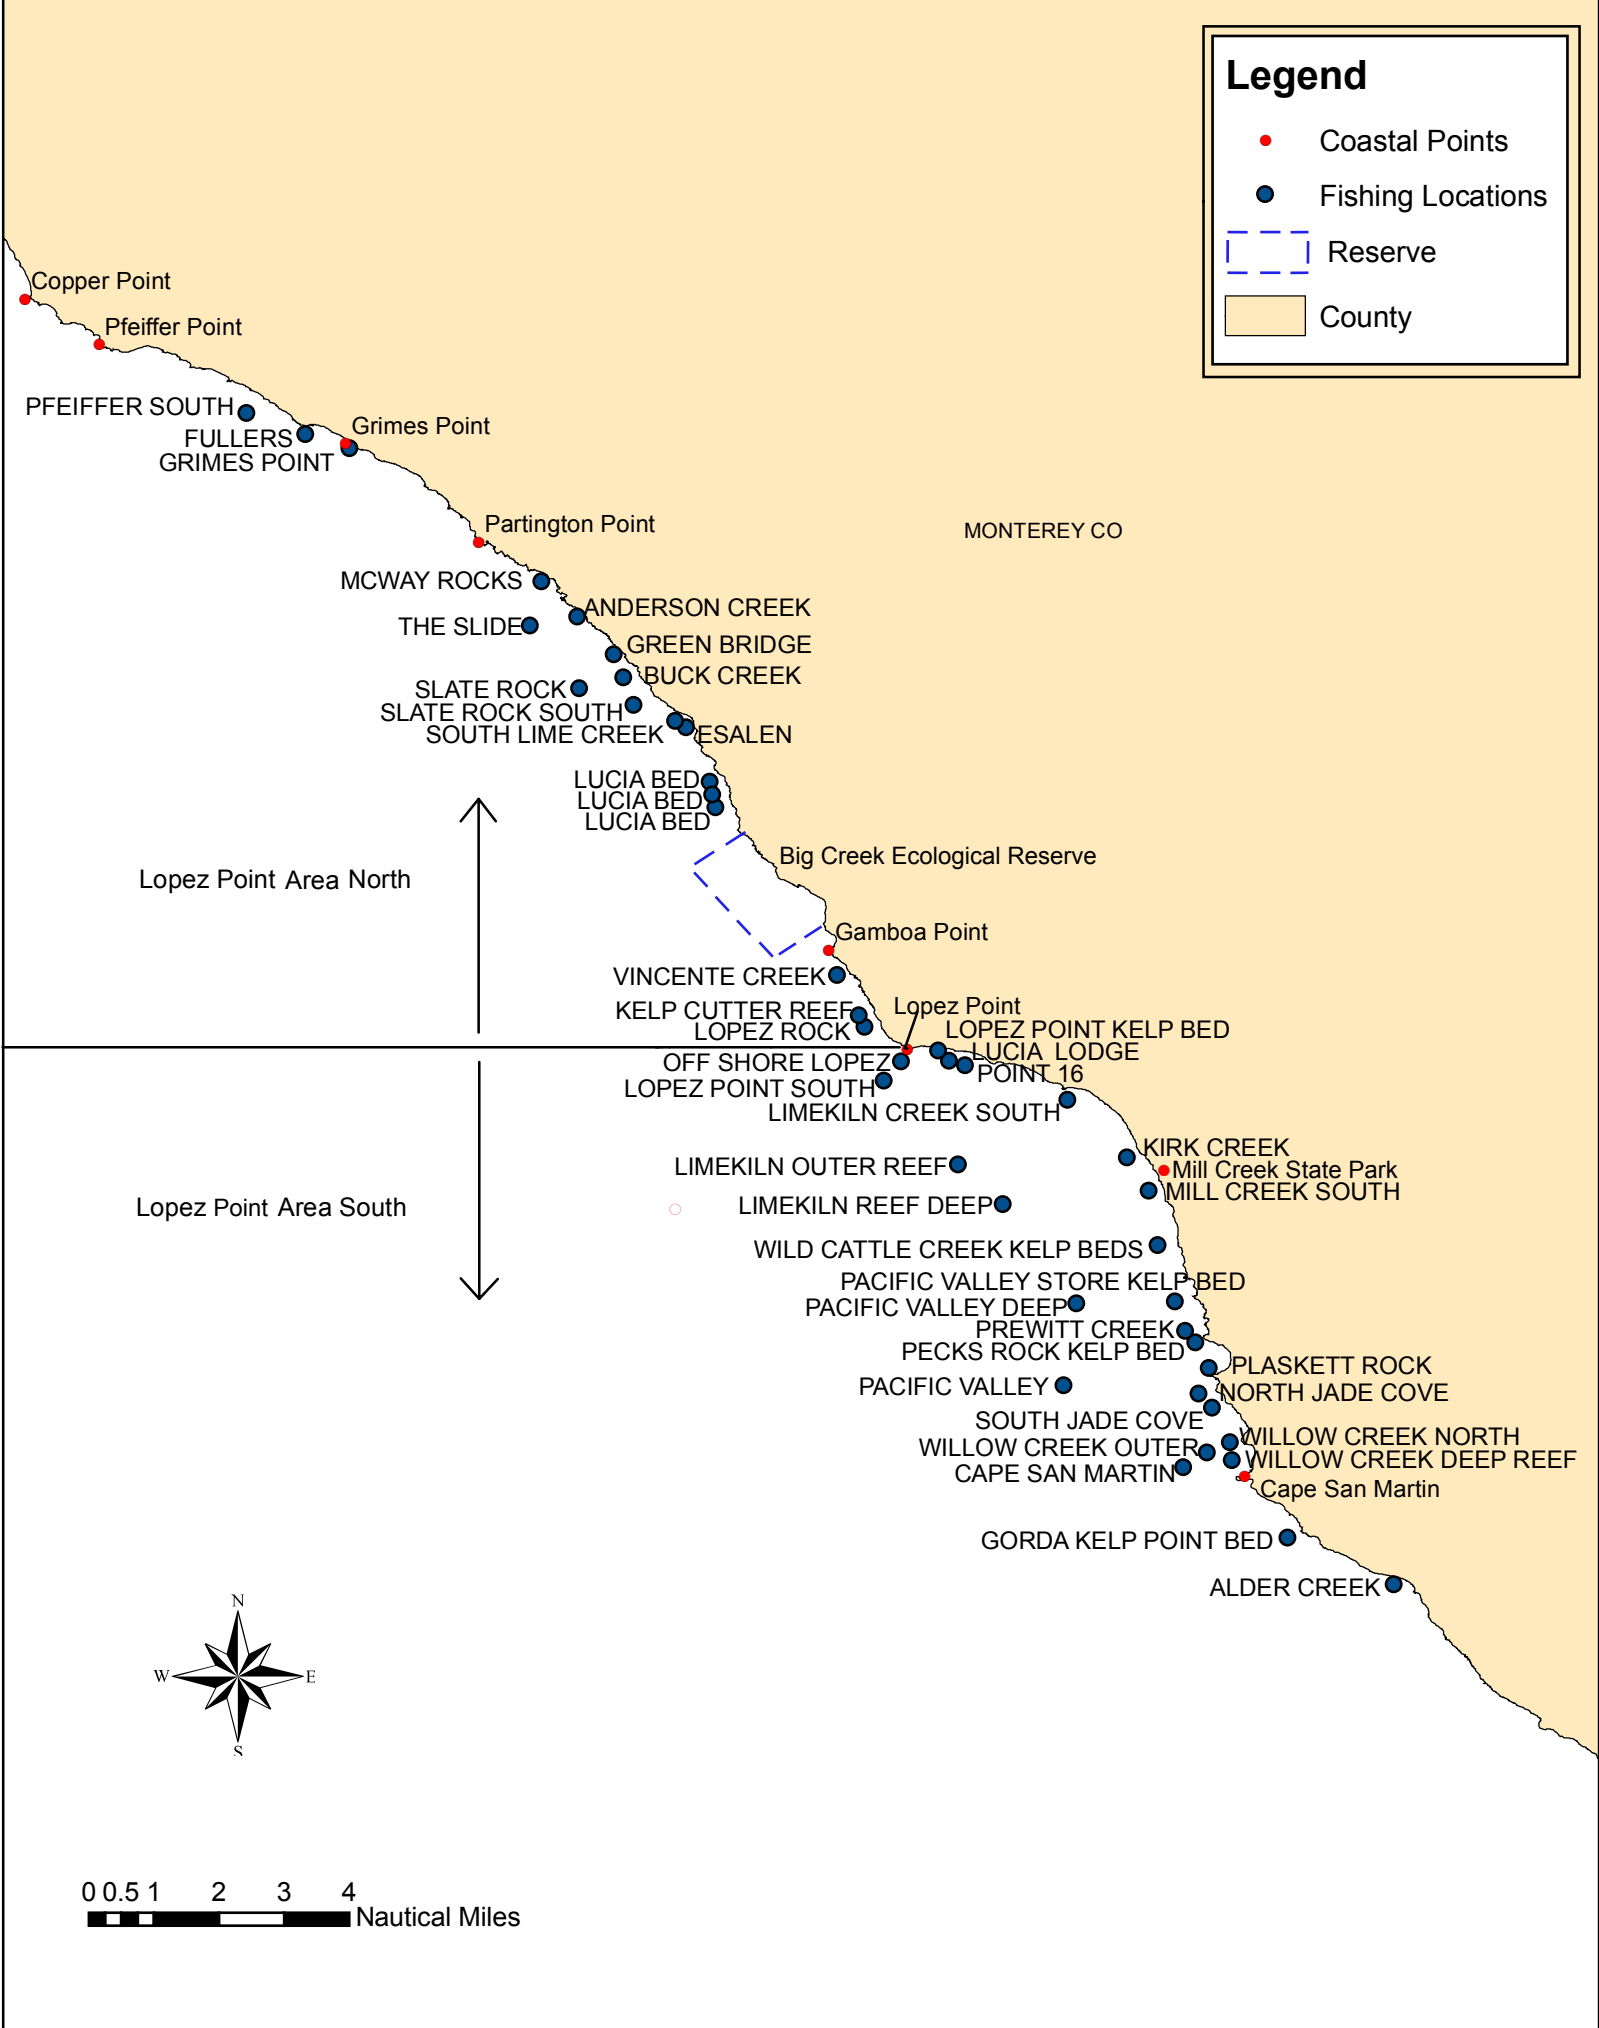 Legend
Coastal Points
Fishing Locations
Reserve
County
Copper Point
Pfeiffer Point
PFEIFFER SOUTH
Grimes Point
FULLERS
GRIMES POINT
Partington Point
MONTEREY CO
MCWAY ROCKS
ANDERSON CREEK
THE SLIDE
GREEN BRIDGE
BUCK CREEK
SLATE ROCK
SLATE ROCK SOUTH
SOUTH LIME CREEK
ESALEN
LUCIA BED
LUCIA BED
LUCIA BED
Big Creek Ecological Reserve
Lopez Point Area North
Gamboa Point
VINCENTE CREEK
Lopez Point
KELP CUTTER REEF
LOPEZ ROCK
LOPEZ POINT KELP BED
LUCIA LODGE
OFF SHORE LOPEZ
POINT 16
LOPEZ POINT SOUTH
LIMEKILN CREEK SOUTH
KIRK CREEK
LIMEKILN OUTER REEF
Mill Creek State Park
MILL CREEK SOUTH
Lopez Point Area South
LIMEKILN REEF DEEP
WILD CATTLE CREEK KELP BEDS
PACIFIC VALLEY STORE KELP BED
PACIFIC VALLEY DEEP
PREWITT CREEK
PECKS ROCK KELP BED
PLASKETT ROCK
PACIFIC VALLEY
NORTH JADE COVE
SOUTH JADE COVE
WILLOW CREEK NORTH
WILLOW CREEK OUTER
WILLOW CREEK DEEP REEF
CAPE SAN MARTIN
Cape San Martin
GORDA KELP POINT BED
ALDER CREEK
N
W E
S
0 0.5 1 2 3 4
Nautical Miles